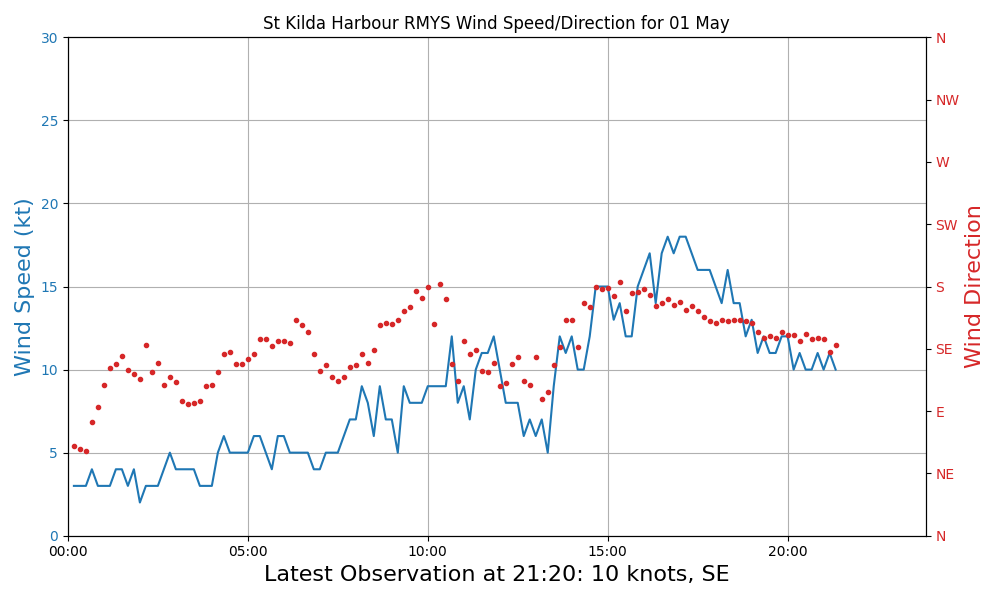 St Kilda Harbour RMYS Wind Speed/Direction for 01 May
30
25
20
15
10
5
0
Wind Speed (kt)
N
NW
W
SW
S
SE
E
NE
N
Wind Direction
00:00 05:00 10:00 15:00 20:00
Latest Observation at 21:20: 10 knots, SE